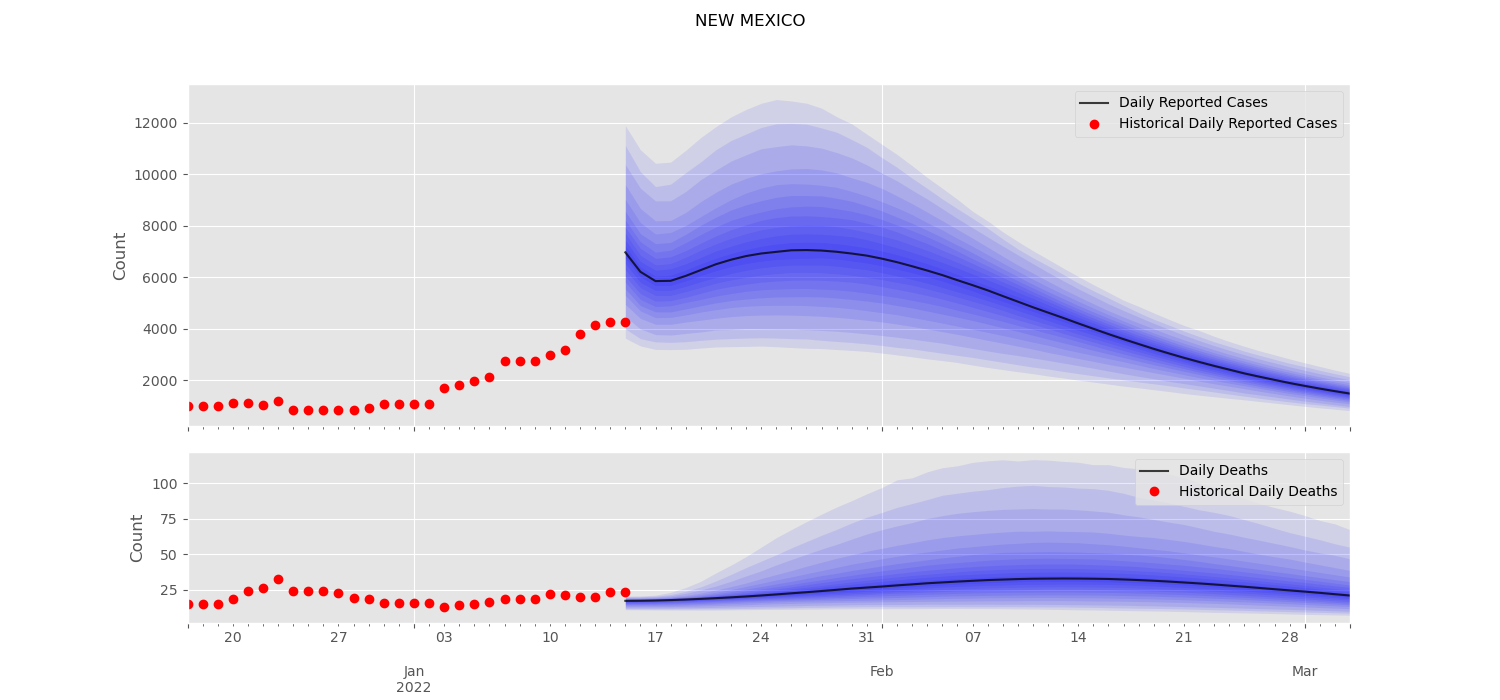 NEW MEXICO
Daily Reported Cases
Historical Daily Reported Cases
12000
10000
8000
6000
4000
2000
Count
Daily Deaths
Historical Daily Deaths
100
75
50
25
Count
20 27 03 10 17 24 31 07 14 21 28
Jan Feb Mar
2022